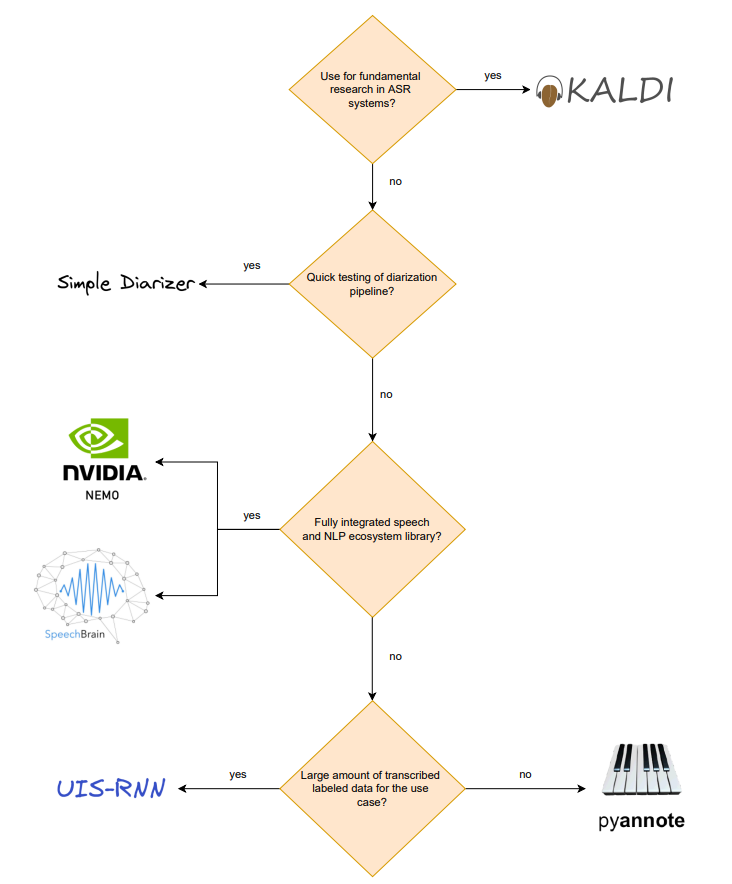 Use for fundamental
research in ASR
systems?
yes
KALDI
no
Quick testing of diarization
pipeline?
yes
Simple Diarizer
no
NVIDIA.
NEMO
Fully integrated speech
and NLP ecosystem library?
yes
SpeechBrain
no
Large amount of transcribed
labeled data for the use
case?
yes
UIS-RNN
no
pyannote